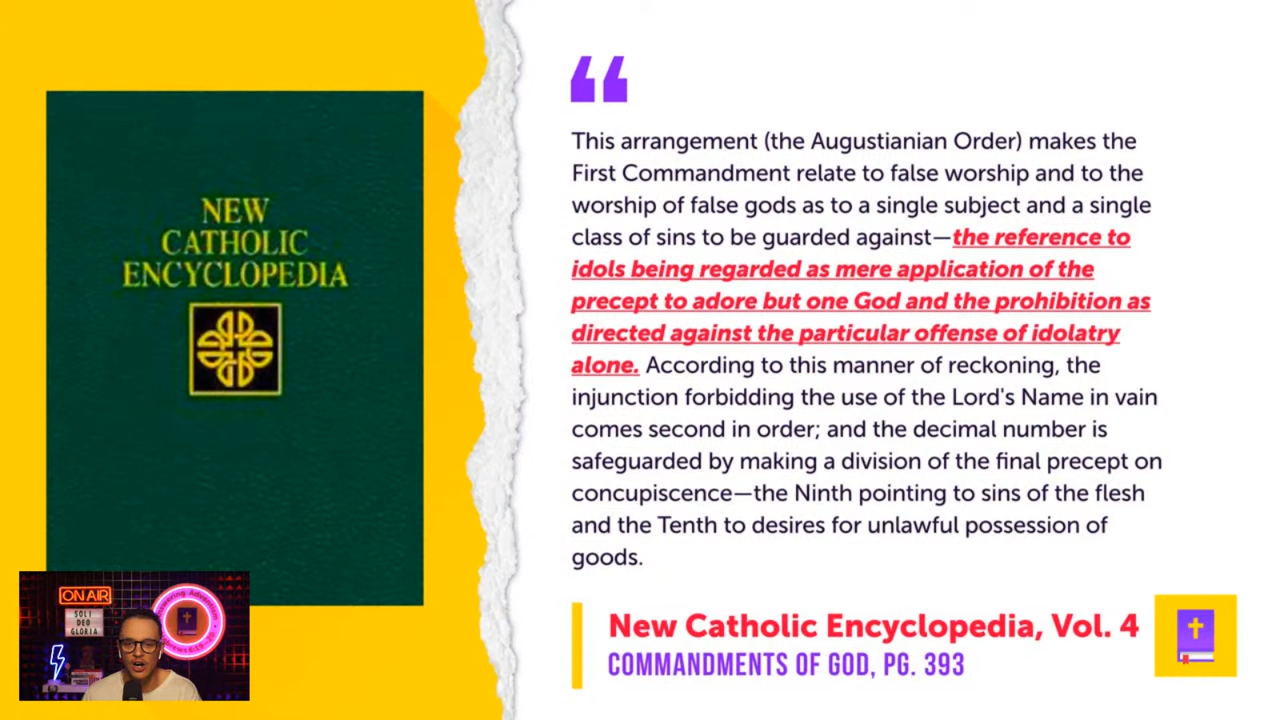 NEW
CATHOLIC
ENCYCLOPEDIA
“
This arrangement (the Augustianian Order) makes the
First Commandment relate to false worship and to the
worship of false gods as to a single subject and a single
class of sins to be guarded against—the reference to
idols being regarded as mere application of the
precept to adore but one God and the prohibition as
directed against the particular offense of idolatry
alone. According to this manner of reckoning, the
injunction forbidding the use of the Lord's Name in vain
comes second in order; and the decimal number is
safeguarded by making a division of the final precept on
concupiscence—the Ninth pointing to sins of the flesh
and the Tenth to desires for unlawful possession of
goods.
New Catholic Encyclopedia, Vol. 4
COMMANDMENTS OF GOD, PG. 393
ON AIR
SOLI
DEO
GLORIA